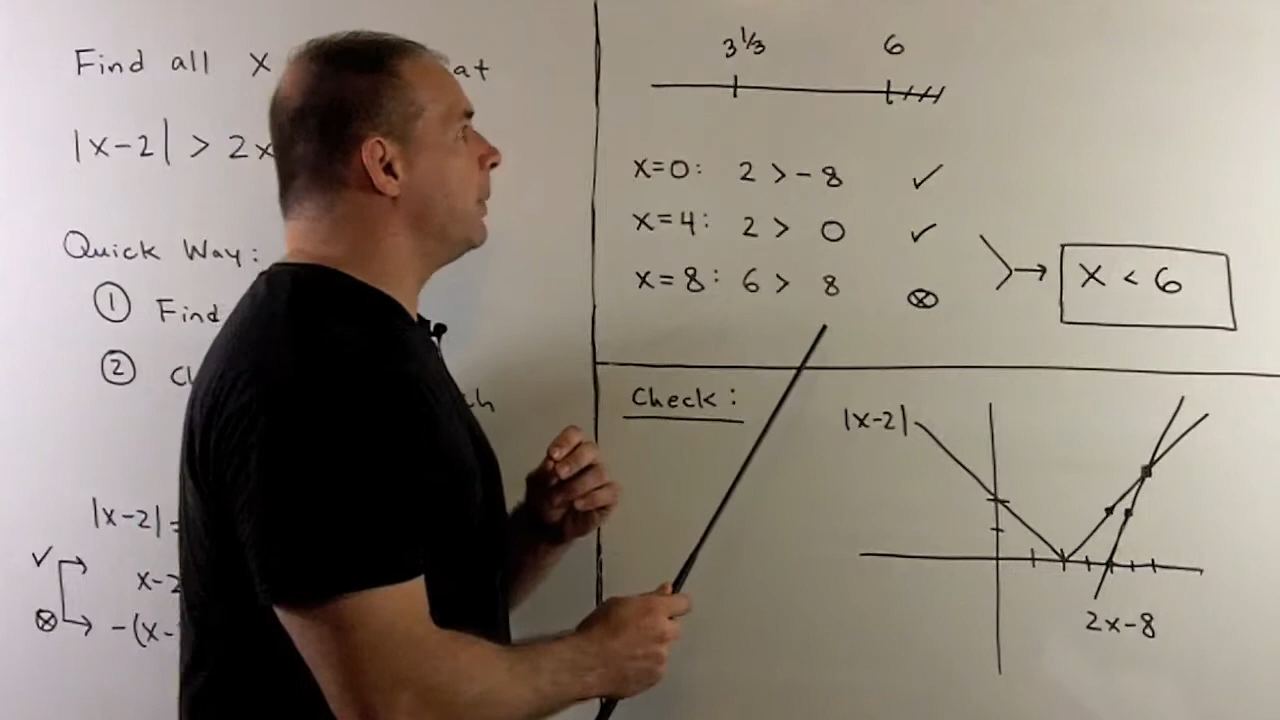 Find all x at
|x-2| > 2x
Quick Way:
① Find
②
|x-2| =
✓ x-2
⊗ -(x-
3⅓ 6
x=0: 2 > -8 ✓
x=4: 2 > 0 ✓
x=8: 6 > 8 ⊗
→ x < 6
Check:
|x-2|
2x-8